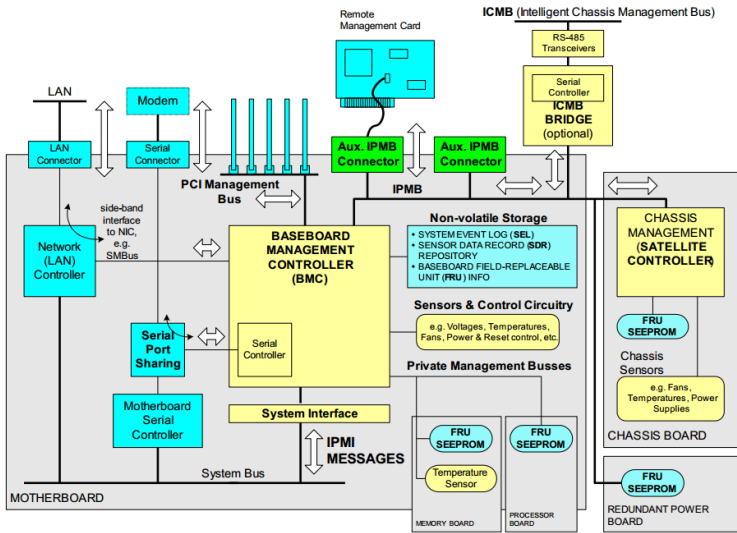 Remote
Management Card
ICMB (Intelligent Chassis Management Bus)
RS-485
Transceivers
Serial
Controller
ICMB
BRIDGE
(optional)
LAN
Modem
LAN
Connector
Serial
Connector
Aux. IPMB
Connector
Aux. IPMB
Connector
PCI Management
Bus
IPMB
side-band
interface
to NIC,
e.g.
SMBus
Network
(LAN)
Controller
BASEBOARD
MANAGEMENT
CONTROLLER
(BMC)
Non-volatile Storage
• SYSTEM EVENT LOG (SEL)
• SENSOR DATA RECORD (SDR)
REPOSITORY
• BASEBOARD FIELD-REPLACEABLE
UNIT (FRU) INFO
CHASSIS
MANAGEMENT
(SATELLITE
CONTROLLER)
Sensors & Control Circuitry
e.g. Voltages, Temperatures,
Fans, Power & Reset control, etc.
FRU
SEEPROM
Serial
Port
Sharing
Serial
Controller
Chassis
Sensors
Private Management Busses
e.g. Fans,
Temperatures, Power
Supplies
Motherboard
Serial
Controller
System Interface
CHASSIS BOARD
IPMI
MESSAGES
FRU
SEEPROM
FRU
SEEPROM
System Bus
Temperature
Sensor
FRU
SEEPROM
MOTHERBOARD
MEMORY BOARD
PROCESSOR
BOARD
REDUNDANT POWER
BOARD